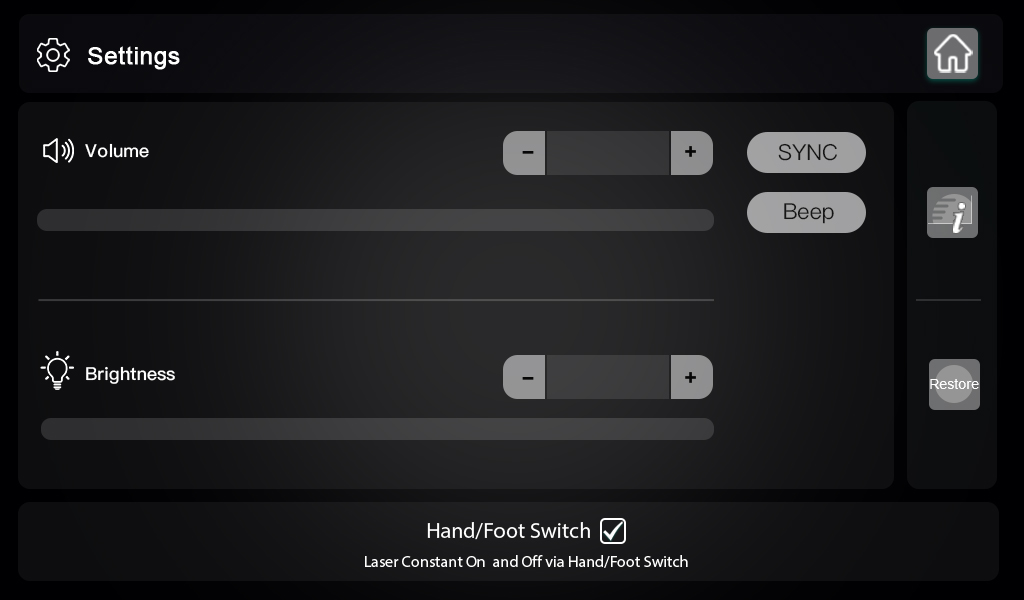 Settings
Volume
- +
SYNC
Beep
i
Brightness
- +
Restore
Hand/Foot Switch
Laser Constant On and Off via Hand/Foot Switch